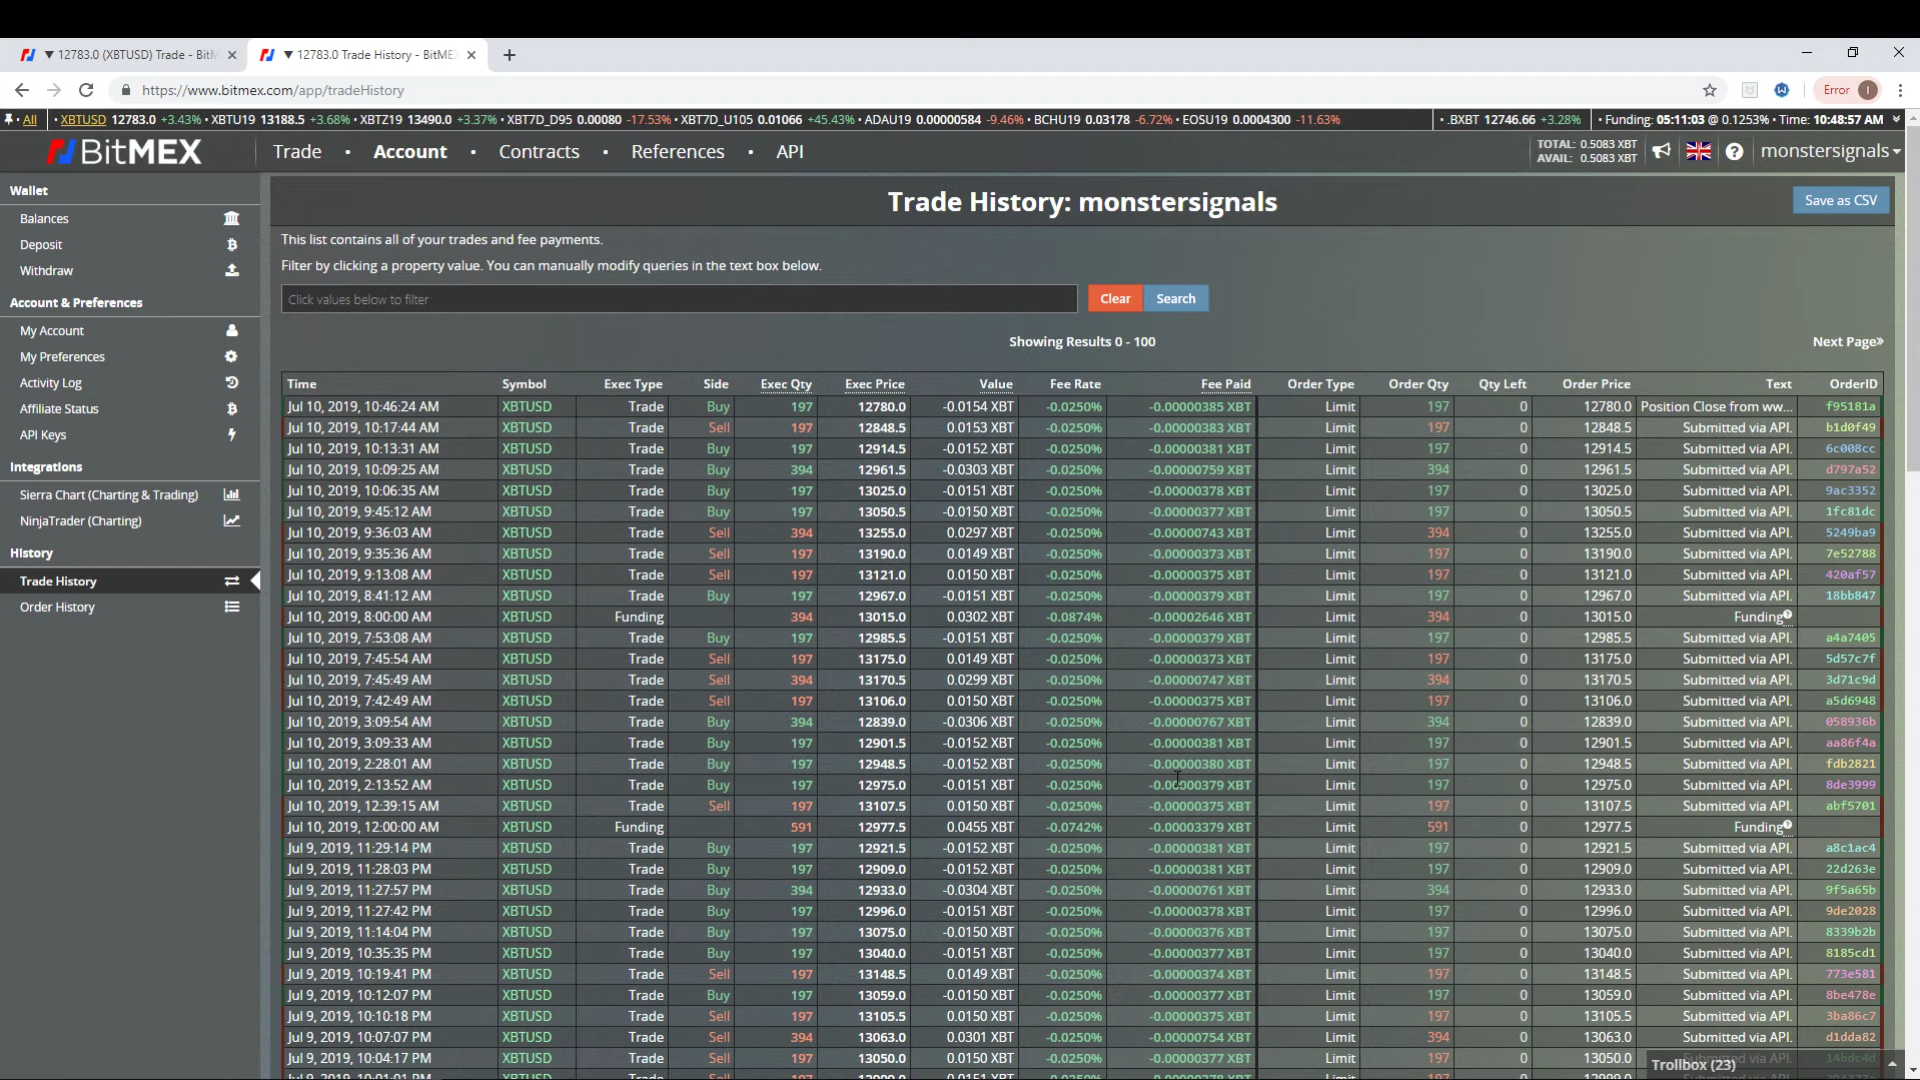 ▼ 12783.0 (XBTUSD) Trade - BitM
▼ 12783.0 Trade History - BitME
https://www.bitmex.com/app/tradeHistory
Error I
All • XBTUSD 12783.0 +3.43% • XBTU19 13188.5 +3.68% • XBTZ19 13490.0 +3.37% • XBT7D_D95 0.00080 -17.53% • XBT7D_U105 0.01066 +45.43% • ADAU19 0.00000584 -9.46% • BCHU19 0.03178 -6.72% • EOSU19 0.0004300 -11.63% • .BXBT 12746.66 +3.28% • Funding: 05:11:03 @ 0.1253% • Time: 10:48:57 AM
BitMEX Trade • Account • Contracts • References • API
TOTAL: 0.5083 XBT
AVAIL: 0.5083 XBT
monstersignals
Wallet
Balances
Deposit
Withdraw
Account & Preferences
My Account
My Preferences
Activity Log
Affiliate Status
API Keys
Integrations
Sierra Chart (Charting & Trading)
NinjaTrader (Charting)
History
Trade History
Order History
Trade History: monstersignals
Save as CSV
This list contains all of your trades and fee payments.
Filter by clicking a property value. You can manually modify queries in the text box below.
Click values below to filter
Clear Search
Showing Results 0 - 100
Next Page»
Time Symbol Exec Type Side Exec Qty Exec Price Value Fee Rate Fee Paid Order Type Order Qty Qty Left Order Price Text OrderID
Jul 10, 2019, 10:46:24 AM XBTUSD Trade Buy 197 12780.0 -0.0154 XBT -0.0250% -0.00000385 XBT Limit 197 0 12780.0 Position Close from ww... f95181a
Jul 10, 2019, 10:17:44 AM XBTUSD Trade Sell 197 12848.5 0.0153 XBT -0.0250% -0.00000383 XBT Limit 197 0 12848.5 Submitted via API. b1d0f49
Jul 10, 2019, 10:13:31 AM XBTUSD Trade Buy 197 12914.5 -0.0152 XBT -0.0250% -0.00000381 XBT Limit 197 0 12914.5 Submitted via API. 6c008cc
Jul 10, 2019, 10:09:25 AM XBTUSD Trade Buy 394 12961.5 -0.0303 XBT -0.0250% -0.00000759 XBT Limit 394 0 12961.5 Submitted via API. d797a52
Jul 10, 2019, 10:06:35 AM XBTUSD Trade Buy 197 13025.0 -0.0151 XBT -0.0250% -0.00000378 XBT Limit 197 0 13025.0 Submitted via API. 9ac3352
Jul 10, 2019, 9:45:12 AM XBTUSD Trade Buy 197 13050.5 -0.0150 XBT -0.0250% -0.00000377 XBT Limit 197 0 13050.5 Submitted via API. 1fc81dc
Jul 10, 2019, 9:36:03 AM XBTUSD Trade Sell 394 13255.0 0.0297 XBT -0.0250% -0.00000743 XBT Limit 394 0 13255.0 Submitted via API. 5249ba9
Jul 10, 2019, 9:35:36 AM XBTUSD Trade Sell 197 13190.0 0.0149 XBT -0.0250% -0.00000373 XBT Limit 197 0 13190.0 Submitted via API. 7e52788
Jul 10, 2019, 9:13:08 AM XBTUSD Trade Sell 197 13121.0 0.0150 XBT -0.0250% -0.00000375 XBT Limit 197 0 13121.0 Submitted via API. 420af57
Jul 10, 2019, 8:41:12 AM XBTUSD Trade Buy 197 12967.0 -0.0151 XBT -0.0250% -0.00000379 XBT Limit 197 0 12967.0 Submitted via API. 18bb847
Jul 10, 2019, 8:00:00 AM XBTUSD Funding 394 13015.0 0.0302 XBT -0.0874% -0.00002646 XBT Limit 394 0 13015.0 Funding
Jul 10, 2019, 7:53:08 AM XBTUSD Trade Buy 197 12985.5 -0.0151 XBT -0.0250% -0.00000379 XBT Limit 197 0 12985.5 Submitted via API. a4a7405
Jul 10, 2019, 7:45:54 AM XBTUSD Trade Sell 197 13175.0 0.0149 XBT -0.0250% -0.00000373 XBT Limit 197 0 13175.0 Submitted via API. 5d57c7f
Jul 10, 2019, 7:45:49 AM XBTUSD Trade Sell 394 13170.5 0.0299 XBT -0.0250% -0.00000747 XBT Limit 394 0 13170.5 Submitted via API. 3d71c9d
Jul 10, 2019, 7:42:49 AM XBTUSD Trade Sell 197 13106.0 0.0150 XBT -0.0250% -0.00000375 XBT Limit 197 0 13106.0 Submitted via API. a5d6948
Jul 10, 2019, 3:09:54 AM XBTUSD Trade Buy 394 12839.0 -0.0306 XBT -0.0250% -0.00000767 XBT Limit 394 0 12839.0 Submitted via API. 058936b
Jul 10, 2019, 3:09:33 AM XBTUSD Trade Buy 197 12901.5 -0.0152 XBT -0.0250% -0.00000381 XBT Limit 197 0 12901.5 Submitted via API. aa86f4a
Jul 10, 2019, 2:28:01 AM XBTUSD Trade Buy 197 12948.5 -0.0152 XBT -0.0250% -0.00000380 XBT Limit 197 0 12948.5 Submitted via API. fdb2821
Jul 10, 2019, 2:13:52 AM XBTUSD Trade Buy 197 12975.0 -0.0151 XBT -0.0250% -0.00000379 XBT Limit 197 0 12975.0 Submitted via API. 8de3999
Jul 10, 2019, 12:39:15 AM XBTUSD Trade Sell 197 13107.5 0.0150 XBT -0.0250% -0.00000375 XBT Limit 197 0 13107.5 Submitted via API. abf5701
Jul 10, 2019, 12:00:00 AM XBTUSD Funding 591 12977.5 0.0455 XBT -0.0742% -0.00003379 XBT Limit 591 0 12977.5 Funding
Jul 9, 2019, 11:29:14 PM XBTUSD Trade Buy 197 12921.5 -0.0152 XBT -0.0250% -0.00000381 XBT Limit 197 0 12921.5 Submitted via API. a8c1ac4
Jul 9, 2019, 11:28:03 PM XBTUSD Trade Buy 197 12909.0 -0.0152 XBT -0.0250% -0.00000381 XBT Limit 197 0 12909.0 Submitted via API. 22d263e
Jul 9, 2019, 11:27:57 PM XBTUSD Trade Buy 394 12933.0 -0.0304 XBT -0.0250% -0.00000761 XBT Limit 394 0 12933.0 Submitted via API. 9f5a65b
Jul 9, 2019, 11:27:42 PM XBTUSD Trade Buy 197 12996.0 -0.0151 XBT -0.0250% -0.00000378 XBT Limit 197 0 12996.0 Submitted via API. 9de2028
Jul 9, 2019, 11:14:04 PM XBTUSD Trade Buy 197 13075.0 -0.0150 XBT -0.0250% -0.00000376 XBT Limit 197 0 13075.0 Submitted via API. 8339b2b
Jul 9, 2019, 10:35:35 PM XBTUSD Trade Buy 197 13040.0 -0.0151 XBT -0.0250% -0.00000377 XBT Limit 197 0 13040.0 Submitted via API. 8185cd1
Jul 9, 2019, 10:19:41 PM XBTUSD Trade Sell 197 13148.5 0.0149 XBT -0.0250% -0.00000374 XBT Limit 197 0 13148.5 Submitted via API. 773e581
Jul 9, 2019, 10:12:07 PM XBTUSD Trade Buy 197 13059.0 -0.0150 XBT -0.0250% -0.00000377 XBT Limit 197 0 13059.0 Submitted via API. 8be478e
Jul 9, 2019, 10:10:18 PM XBTUSD Trade Sell 197 13105.5 0.0150 XBT -0.0250% -0.00000375 XBT Limit 197 0 13105.5 Submitted via API. 3ba86c7
Jul 9, 2019, 10:07:07 PM XBTUSD Trade Sell 394 13063.0 0.0301 XBT -0.0250% -0.00000754 XBT Limit 394 0 13063.0 Submitted via API. d1dda82
Jul 9, 2019, 10:04:17 PM XBTUSD Trade Sell 197 13050.0 0.0150 XBT -0.0250% -0.00000377 XBT Limit 197 0 13050.0
Trollbox (23)